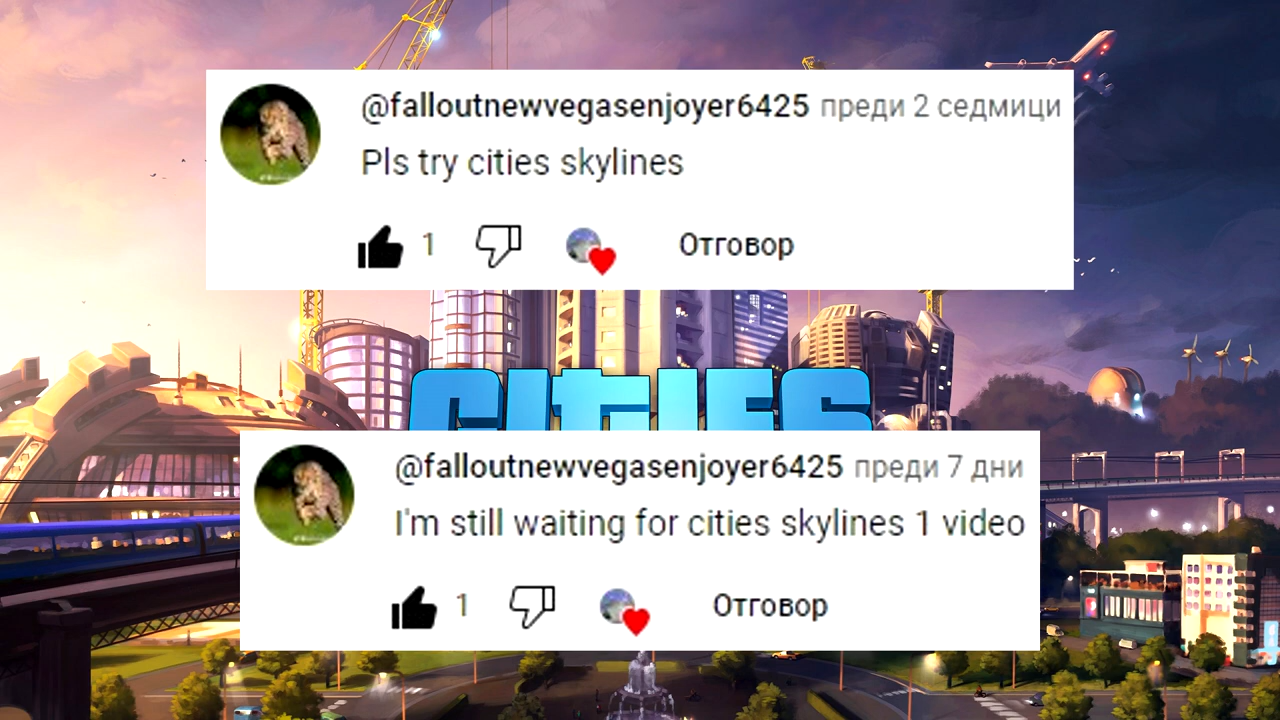 @falloutnewvegasenjoyer6425 преди 2 седмици
Pls try cities skylines
1
Отговор
CITIES
@falloutnewvegasenjoyer6425 преди 7 дни
I'm still waiting for cities skylines 1 video
1
Отговор